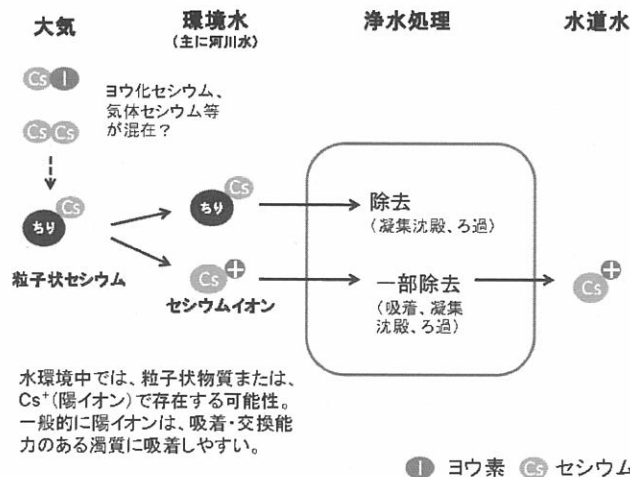 大気
環境水
(主に河川水)
浄水処理
水道水
Cs I
Cs Cs
ヨウ化セシウム、
気体セシウム等
が混在?
Cs
ちり
粒子状セシウム
Cs
ちり
Cs +
セシウムイオン
除去
(凝集沈殿、ろ過)
一部除去
(吸着、凝集
沈殿、ろ過)
Cs +
水環境中では、粒子状物質または、
Cs⁺(陽イオン)で存在する可能性。
一般的に陽イオンは、吸着・交換能
力のある濁質に吸着しやすい。
I ヨウ素 Cs セシウム